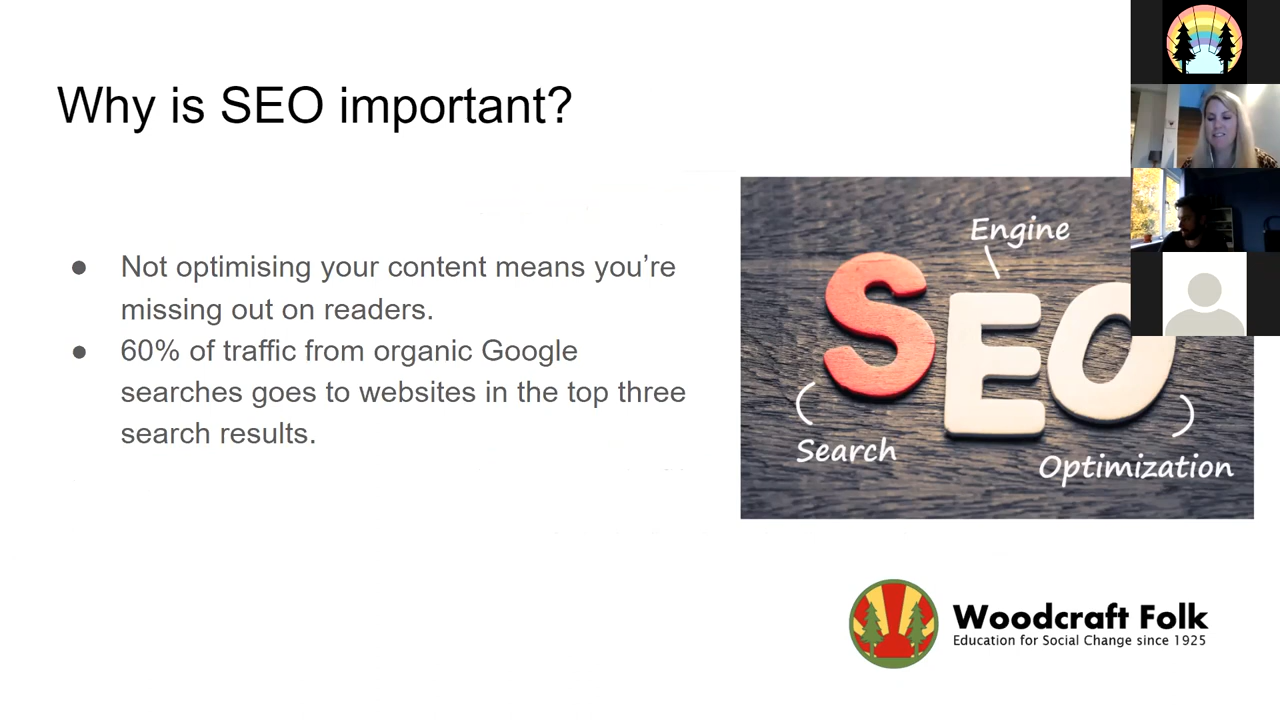 Why is SEO important?
● Not optimising your content means you’re
missing out on readers.
● 60% of traffic from organic Google
searches goes to websites in the top three
search results.
Engine
SEO
Search
Optimization
Woodcraft Folk
Education for Social Change since 1925